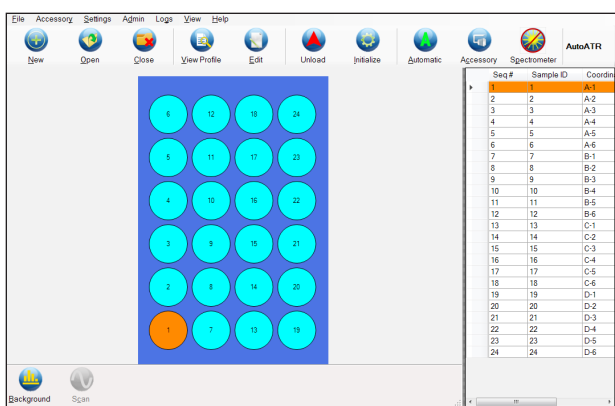 File Accessory Settings Admin Logs View Help
New Open Close View Profile Edit Unload Initialize Automatic Accessory Spectrometer AutoATR
Seq # Sample ID Coordina
1 1 A-1
2 2 A-2
3 3 A-3
4 4 A-4
5 5 A-5
6 6 A-6
7 7 B-1
8 8 B-2
9 9 B-3
10 10 B-4
11 11 B-5
12 12 B-6
13 13 C-1
14 14 C-2
15 15 C-3
16 16 C-4
17 17 C-5
18 18 C-6
19 19 D-1
20 20 D-2
21 21 D-3
22 22 D-4
23 23 D-5
24 24 D-6
6 12 18 24
5 11 17 23
4 10 16 22
3 9 15 21
2 8 14 20
1 7 13 19
Background Scan